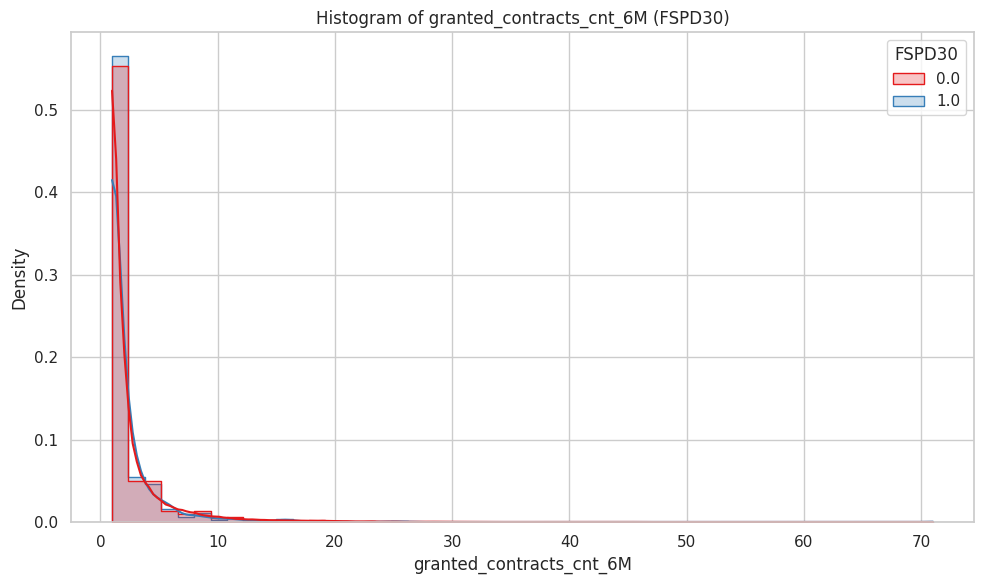 Histogram of granted_contracts_cnt_6M (FSPD30)
FSPD30
0.0
1.0
Density
0.5
0.4
0.3
0.2
0.1
0.0
0 10 20 30 40 50 60 70
granted_contracts_cnt_6M